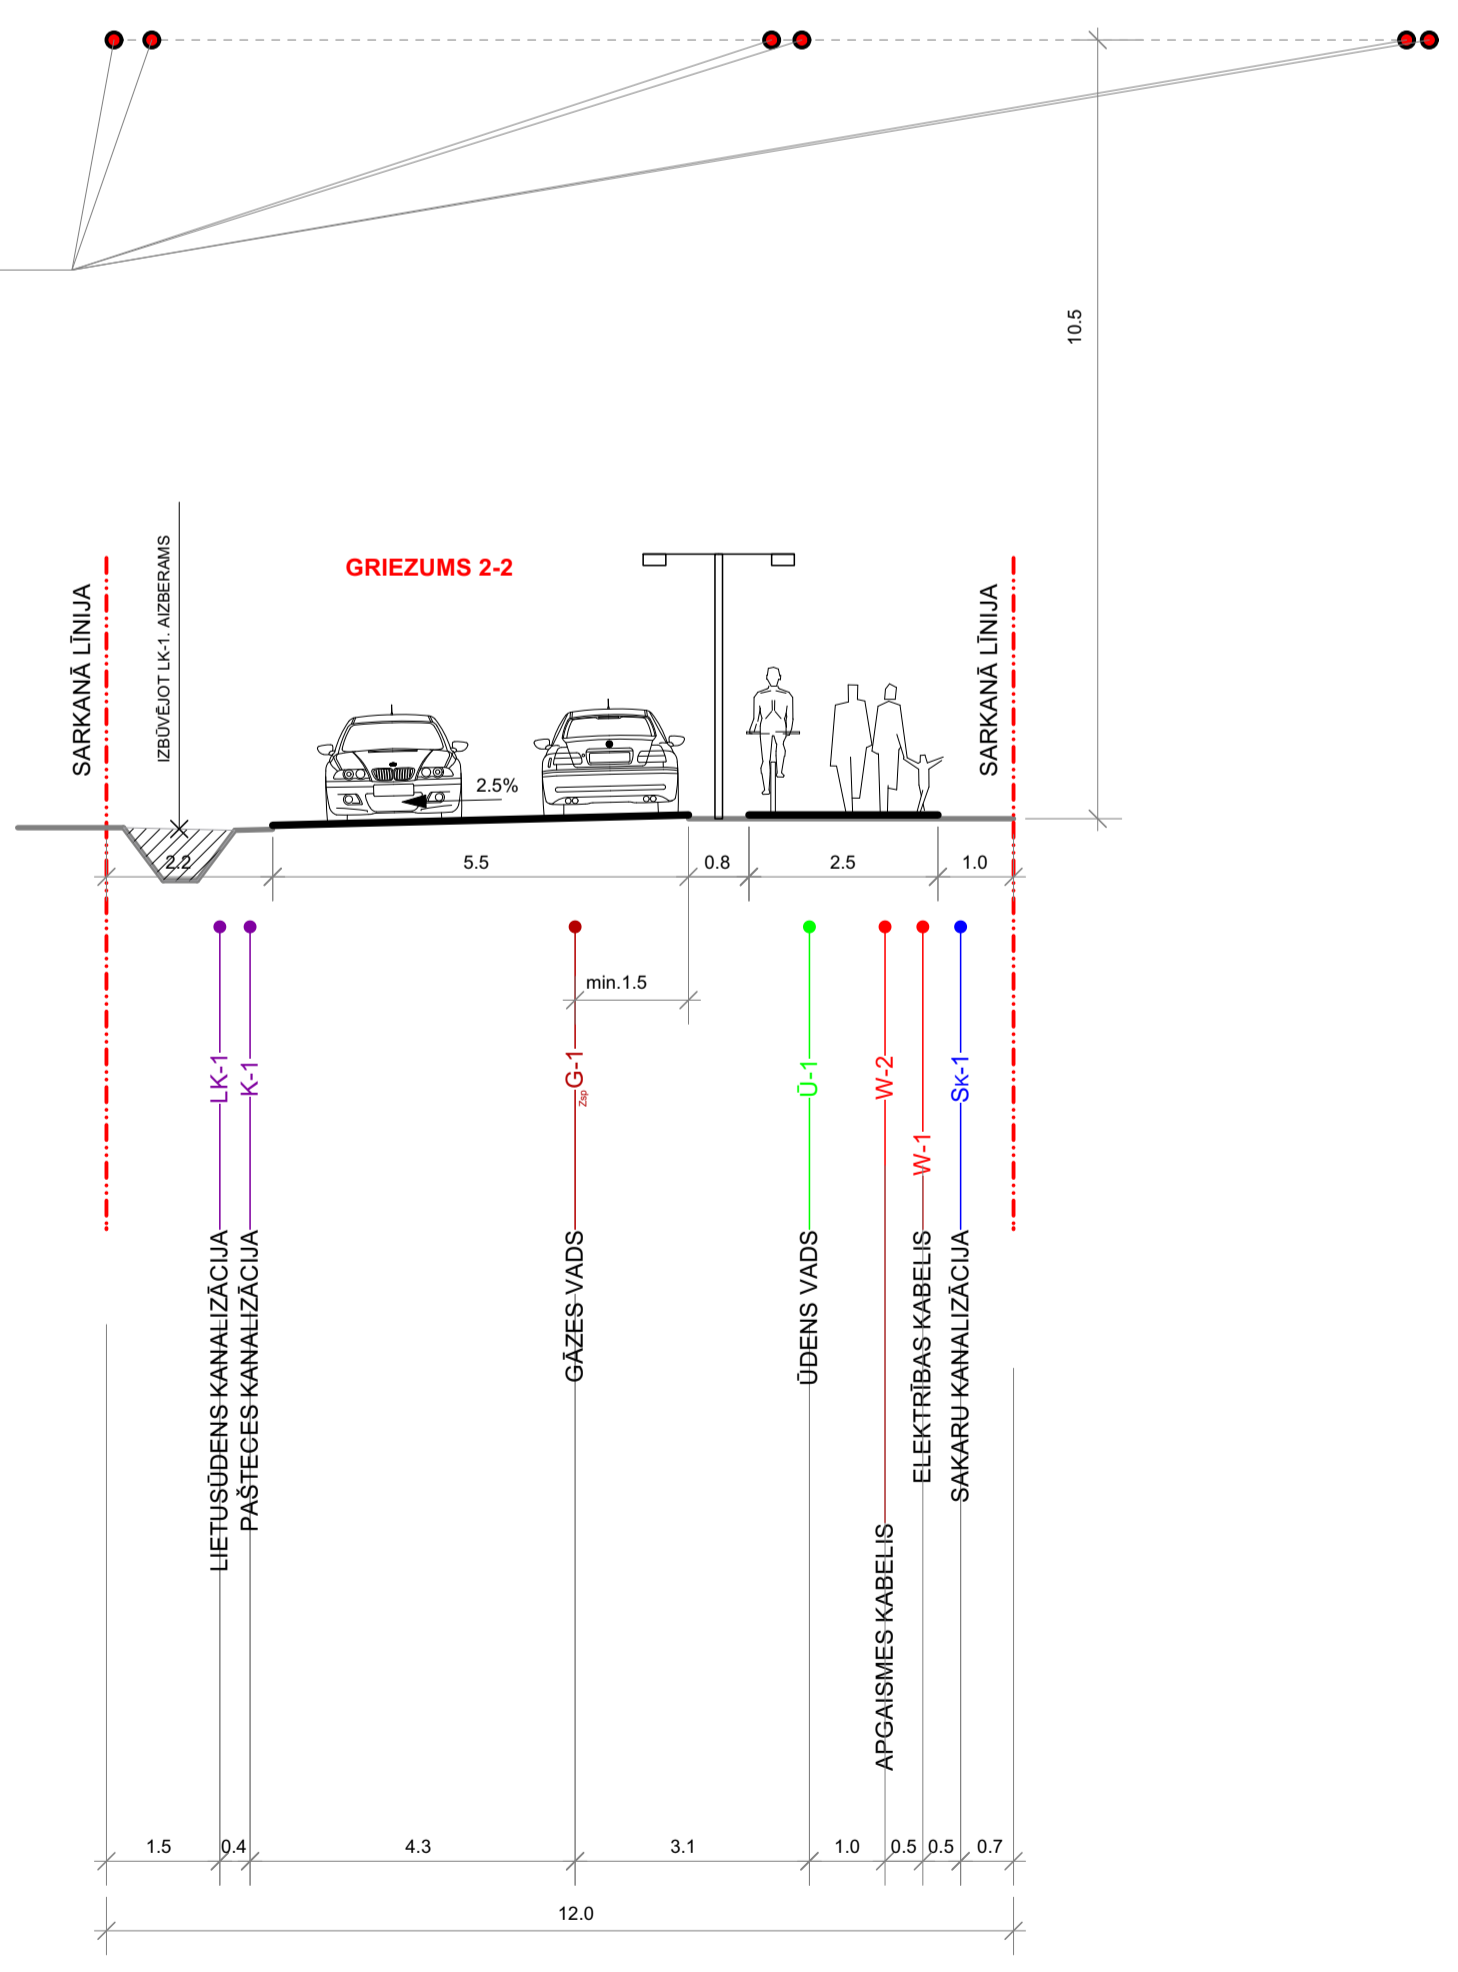 10.5
SARKANĀ LĪNIJA
IZBŪVĒJOT LK-1. AIZBERAMS
GRIEZUMS 2-2
SARKANĀ LĪNIJA
2.5%
2.2
5.5
0.8
2.5
1.0
min.1.5
LK-1
K-1
ZspG-1
Ū-1
W-2
W-1
SK-1
LIETUSŪDENS KANALIZĀCIJA
PAŠTECES KANALIZĀCIJA
GĀZES VADS
ŪDENS VADS
APGAISMES KABELIS
ELEKTRĪBAS KABELIS
SAKARU KANALIZĀCIJA
1.5
0.4
4.3
3.1
1.0
0.5
0.5
0.7
12.0